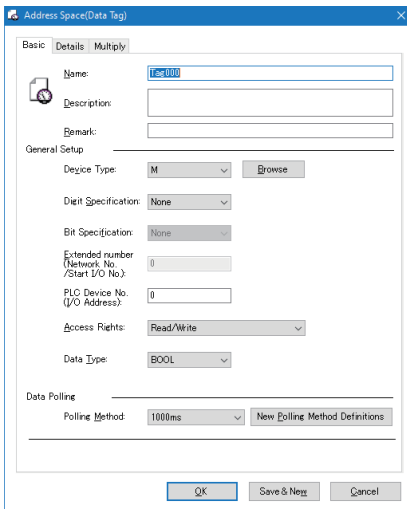 Address Space(Data Tag)
Basic Details Multiply
Name: Tag000
Description:
Remark:
General Setup
Device Type: M Browse
Digit Specification: None
Bit Specification: None
Extended number
(Network No.
/Start I/O No.): 0
PLC Device No.
(I/O Address): 0
Access Rights: Read/Write
Data Type: BOOL
Data Polling
Polling Method: 1000ms New Polling Method Definitions
OK Save & New Cancel